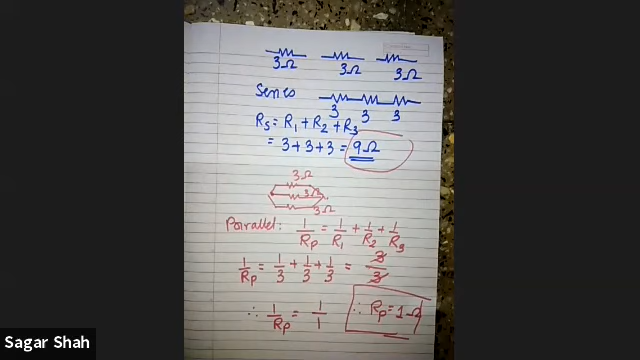 3Ω 3Ω 3Ω
Series
3 3 3
Rs = R1 + R2 + R3
= 3+3+3 = 9Ω
3Ω
3Ω
3Ω
Parallel: 1/Rp = 1/R1 + 1/R2 + 1/R3
1/Rp = 1/3 + 1/3 + 1/3 = 3/3
∴ 1/Rp = 1/1 ∴ Rp = 1Ω
Sagar Shah